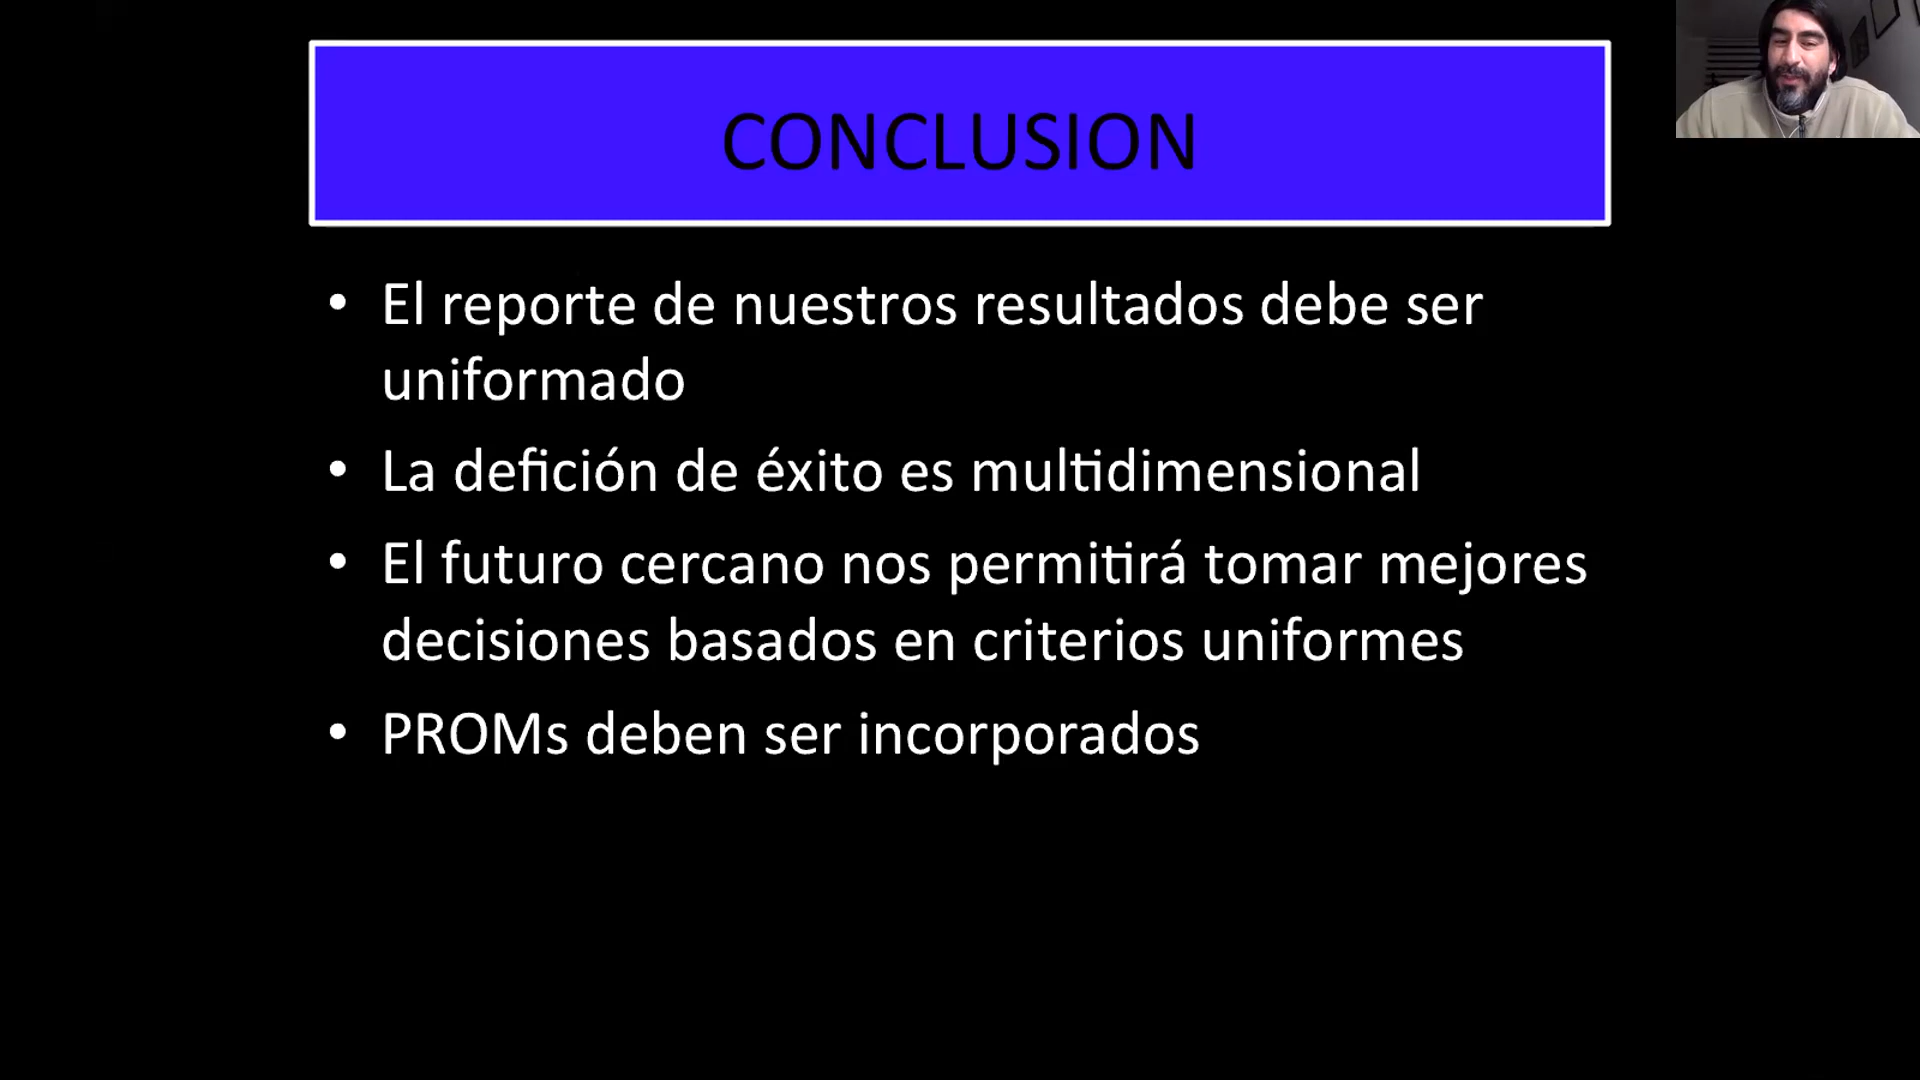 CONCLUSION
• El reporte de nuestros resultados debe ser
uniformado
• La defición de éxito es multidimensional
• El futuro cercano nos permitirá tomar mejores
decisiones basados en criterios uniformes
• PROMs deben ser incorporados